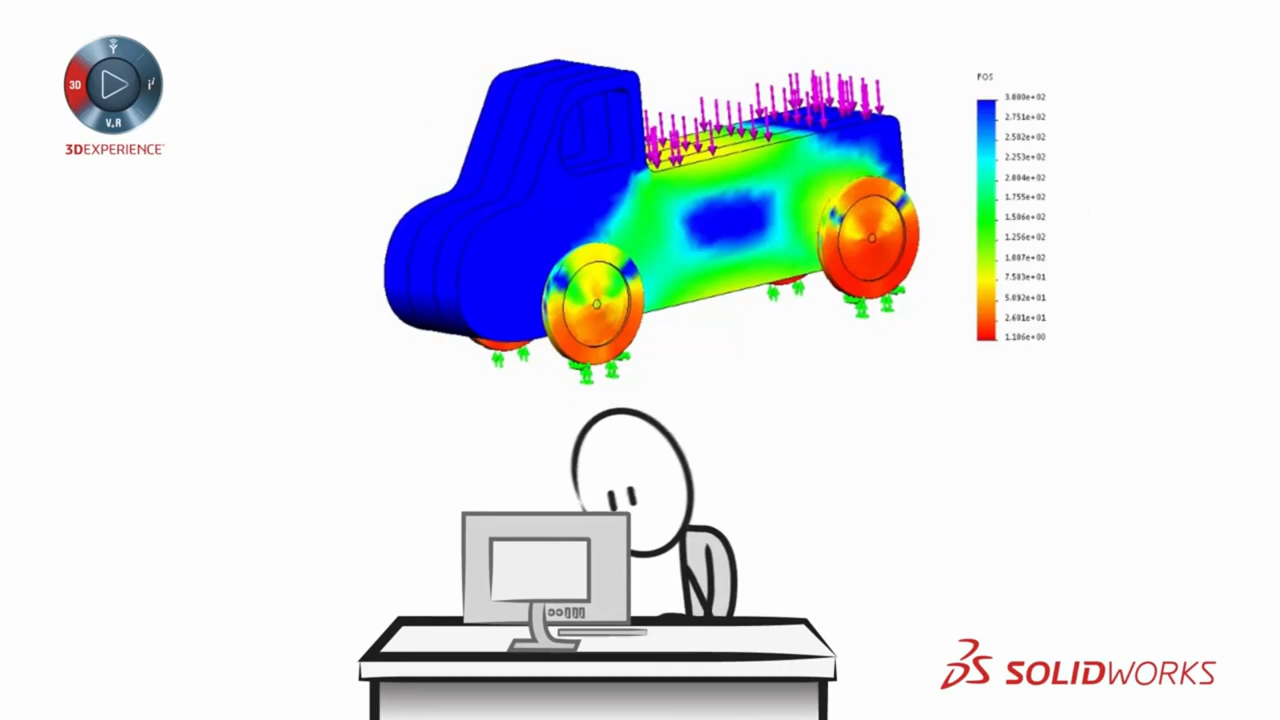 3D
i²
V,R
3DEXPERIENCE
FOS
3.000e+02
2.751e+02
2.502e+02
2.253e+02
2.004e+02
1.755e+02
1.506e+02
1.256e+02
1.007e+02
7.583e+01
5.092e+01
2.601e+01
1.106e+00
SOLIDWORKS